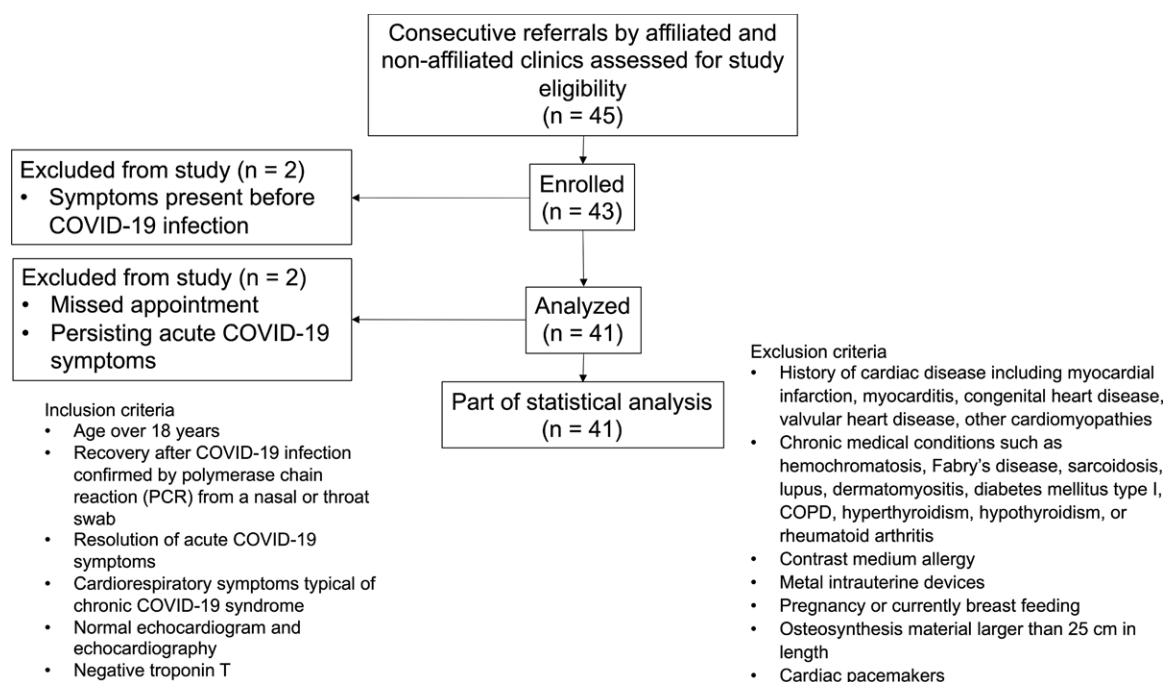 Consecutive referrals by affiliated and
non-affiliated clinics assessed for study
eligibility
(n = 45)
Excluded from study (n = 2)
• Symptoms present before
COVID-19 infection
Enrolled
(n = 43)
Excluded from study (n = 2)
• Missed appointment
• Persisting acute COVID-19
symptoms
Analyzed
(n = 41)
Part of statistical analysis
(n = 41)
Inclusion criteria
• Age over 18 years
• Recovery after COVID-19 infection
confirmed by polymerase chain
reaction (PCR) from a nasal or throat
swab
• Resolution of acute COVID-19
symptoms
• Cardiorespiratory symptoms typical of
chronic COVID-19 syndrome
• Normal echocardiogram and
echocardiography
• Negative troponin T
Exclusion criteria
• History of cardiac disease including myocardial
infarction, myocarditis, congenital heart disease,
valvular heart disease, other cardiomyopathies
• Chronic medical conditions such as
hemochromatosis, Fabry's disease, sarcoidosis,
lupus, dermatomyositis, diabetes mellitus type I,
COPD, hyperthyroidism, hypothyroidism, or
rheumatoid arthritis
• Contrast medium allergy
• Metal intrauterine devices
• Pregnancy or currently breast feeding
• Osteosynthesis material larger than 25 cm in
length
• Cardiac pacemakers